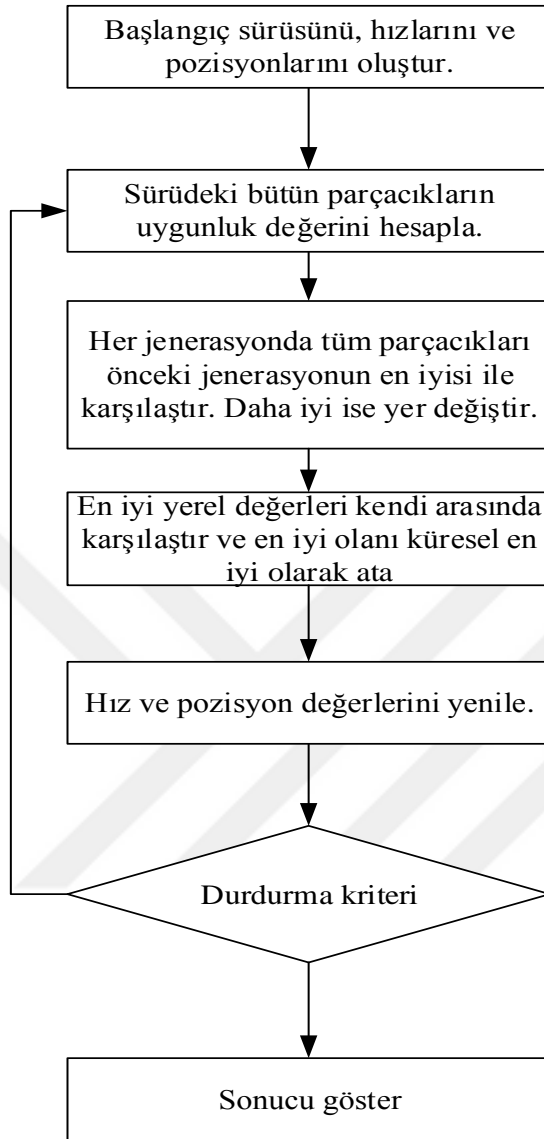 Başlangıç sürüsünü, hızlarını ve
pozisyonlarını oluştur.
Sürüdeki bütün parçacıkların
uygunluk değerini hesapla.
Her jenerasyonda tüm parçacıkları
önceki jenerasyonun en iyisi ile
karşılaştır. Daha iyi ise yer değiştir.
En iyi yerel değerleri kendi arasında
karşılaştır ve en iyi olanı küresel en
iyi olarak ata
Hız ve pozisyon değerlerini yenile.
Durdurma kriteri
Sonucu göster